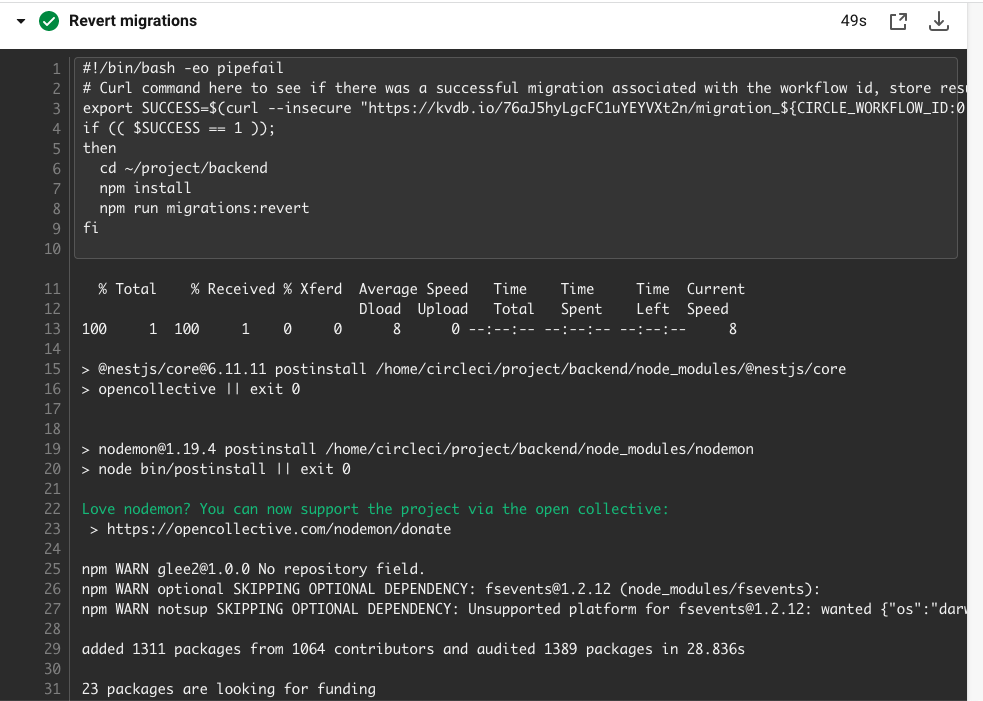 Revert migrations 49s
1 #!/bin/bash -eo pipefail
2 # Curl command here to see if there was a successful migration associated with the workflow id, store
3 export SUCCESS=$(curl --insecure "https://kvdb.io/76aJ5hyLgcFC1uYEYVXt2n/migration_${CIRCLE_WORKFLOW_ID:0
4 if (( $SUCCESS == 1 ));
5 then
6 cd ~/project/backend
7 npm install
8 npm run migrations:revert
9 fi
10
11 % Total % Received % Xferd Average Speed Time Time Time Current
12 Dload Upload Total Spent Left Speed
13 100 1 100 1 0 0 8 0 --:--:-- --:--:-- --:--:-- 8
14
15 > @nestjs/core@6.11.11 postinstall /home/circleci/project/backend/node_modules/@nestjs/core
16 > opencollective || exit 0
17
18
19 > nodemon@1.19.4 postinstall /home/circleci/project/backend/node_modules/nodemon
20 > node bin/postinstall || exit 0
21
22 Love nodemon? You can now support the project via the open collective:
23 > https://opencollective.com/nodemon/donate
24
25 npm WARN glee2@1.0.0 No repository field.
26 npm WARN optional SKIPPING OPTIONAL DEPENDENCY: fsevents@1.2.12 (node_modules/fsevents):
27 npm WARN notsup SKIPPING OPTIONAL DEPENDENCY: Unsupported platform for fsevents@1.2.12: wanted {"os":"dar
28
29 added 1311 packages from 1064 contributors and audited 1389 packages in 28.836s
30
31 23 packages are looking for funding